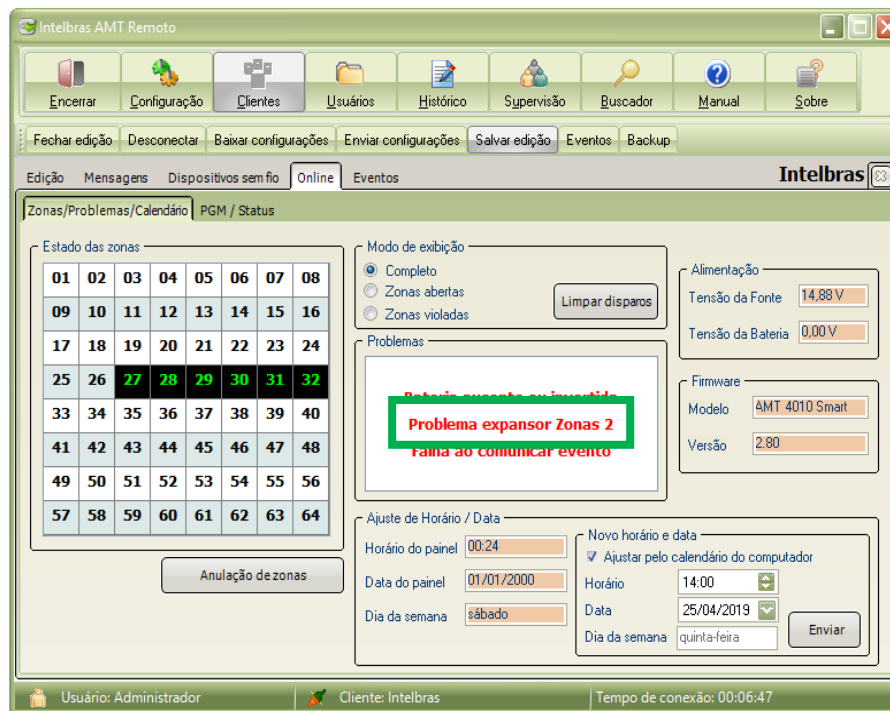 Intelbras AMT Remoto
Encerrar Configuração Clientes Usuários Histórico Supervisão Buscador Manual Sobre
Fechar edição Desconectar Baixar configurações Enviar configurações Salvar edição Eventos Backup
Edição Mensagens Dispositivos sem fio Online Eventos Intelbras
Zonas/Problemas/Calendário PGM / Status
Estado das zonas
01 02 03 04 05 06 07 08
09 10 11 12 13 14 15 16
17 18 19 20 21 22 23 24
25 26 27 28 29 30 31 32
33 34 35 36 37 38 39 40
41 42 43 44 45 46 47 48
49 50 51 52 53 54 55 56
57 58 59 60 61 62 63 64
Anulação de zonas
Modo de exibição
Completo
Zonas abertas
Zonas violadas
Limpar disparos
Problemas
Bateria ausente ou invertida
Problema expansor Zonas 2
Falha ao comunicar evento
Alimentação
Tensão da Fonte 14,88 V
Tensão da Bateria 0,00 V
Firmware
Modelo AMT 4010 Smart
Versão 2.80
Ajuste de Horário / Data
Horário do painel 00:24
Data do painel 01/01/2000
Dia da semana sábado
Novo horário e data
Ajustar pelo calendário do computador
Horário 14:00
Data 25/04/2019
Dia da semana quinta-feira
Enviar
Usuário: Administrador Cliente: Intelbras Tempo de conexão: 00:06:47